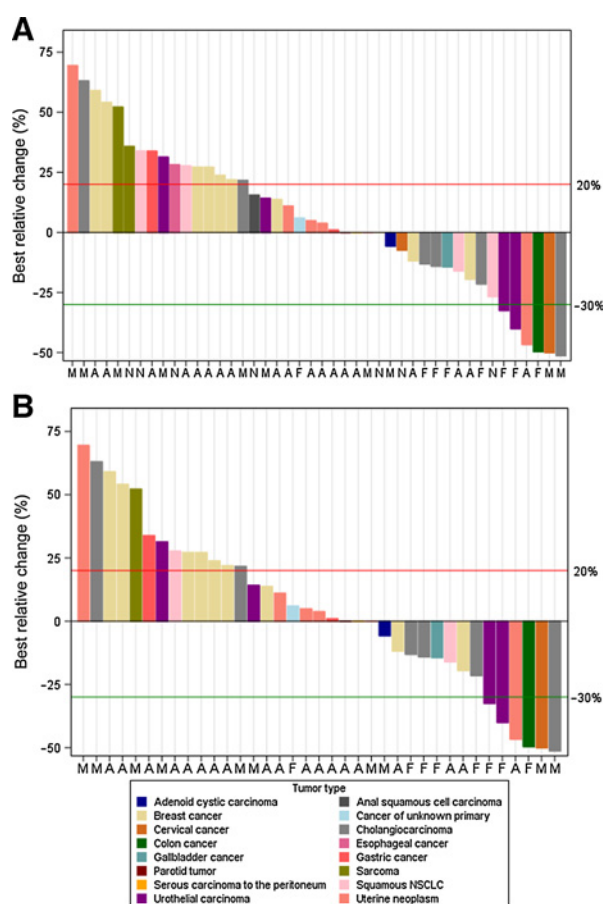 A
75
50
25
0
−25
−50
Best relative change (%)
20%
−30%
M M A A M N N A M N A A A A A M N M A A F A A A A A M N M N A F F F A A F N F F A F M M
B
75
50
25
0
−25
−50
Best relative change (%)
20%
−30%
M M A A M A M A A A A A M M A A F A A A A A M M A F F F A A F F F A F M M
Tumor type
Adenoid cystic carcinoma
Anal squamous cell carcinoma
Breast cancer
Cancer of unknown primary
Cervical cancer
Cholangiocarcinoma
Colon cancer
Esophageal cancer
Gallbladder cancer
Gastric cancer
Parotid tumor
Sarcoma
Serous carcinoma to the peritoneum
Squamous NSCLC
Urothelial carcinoma
Uterine neoplasm